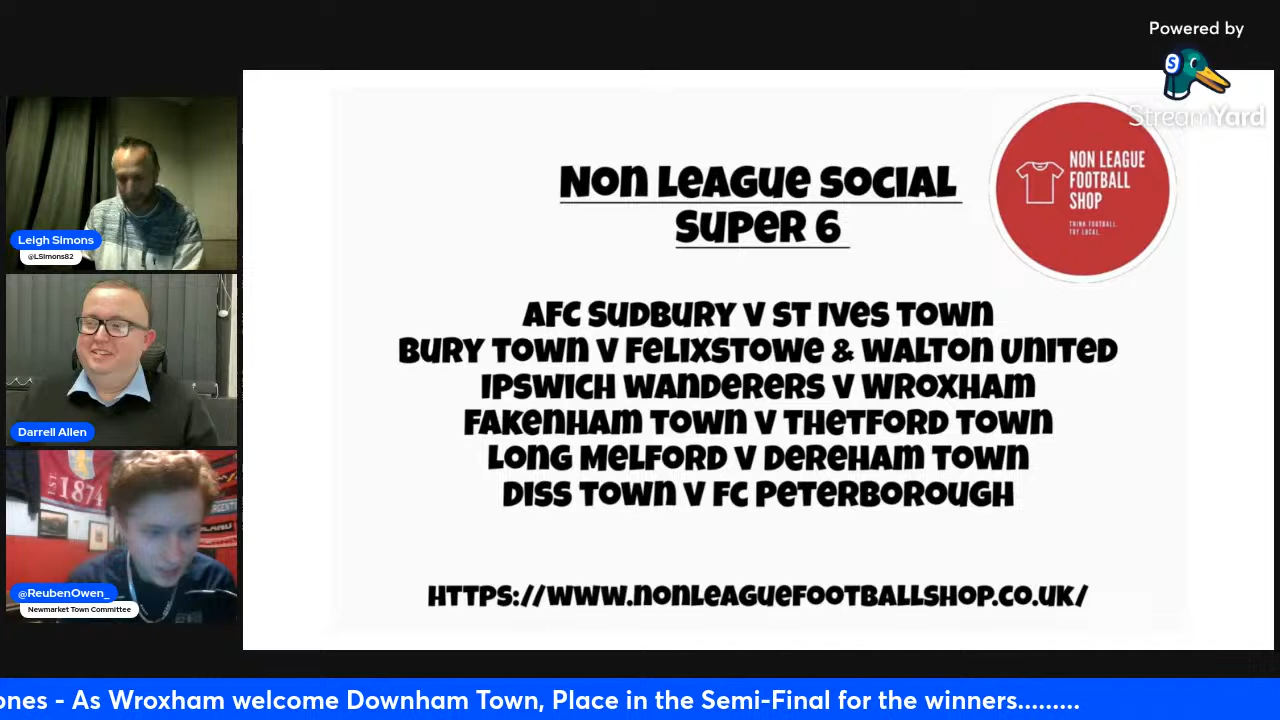 Powered by
StreamYard
NON LEAGUE SOCIAL
SUPER 6
NON LEAGUE
FOOTBALL
SHOP
THINK FOOTBALL.
TRY LOCAL.
AFC SUDBURY V ST IVES TOWN
BURY TOWN V FELIXSTOWE & WALTON UNITED
IPSWICH WANDERERS V WROXHAM
FAKENHAM TOWN V THETFORD TOWN
LONG MELFORD V DEREHAM TOWN
DISS TOWN V FC PETERBOROUGH
HTTPS://WWW.NONLEAGUEFOOTBALLSHOP.CO.UK/
Leigh Simons
@LSimons82
Darrell Allen
EST
1874
@ReubenOwen_
Newmarket Town Committee
ones - As Wroxham welcome Downham Town, Place in the Semi-Final for the winners.........